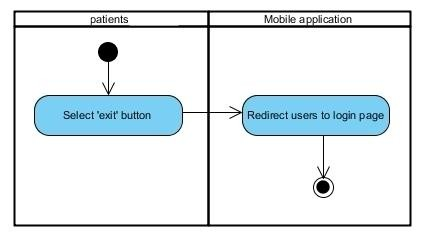 patients
Mobile application
Select 'exit' button
Redirect users to login page